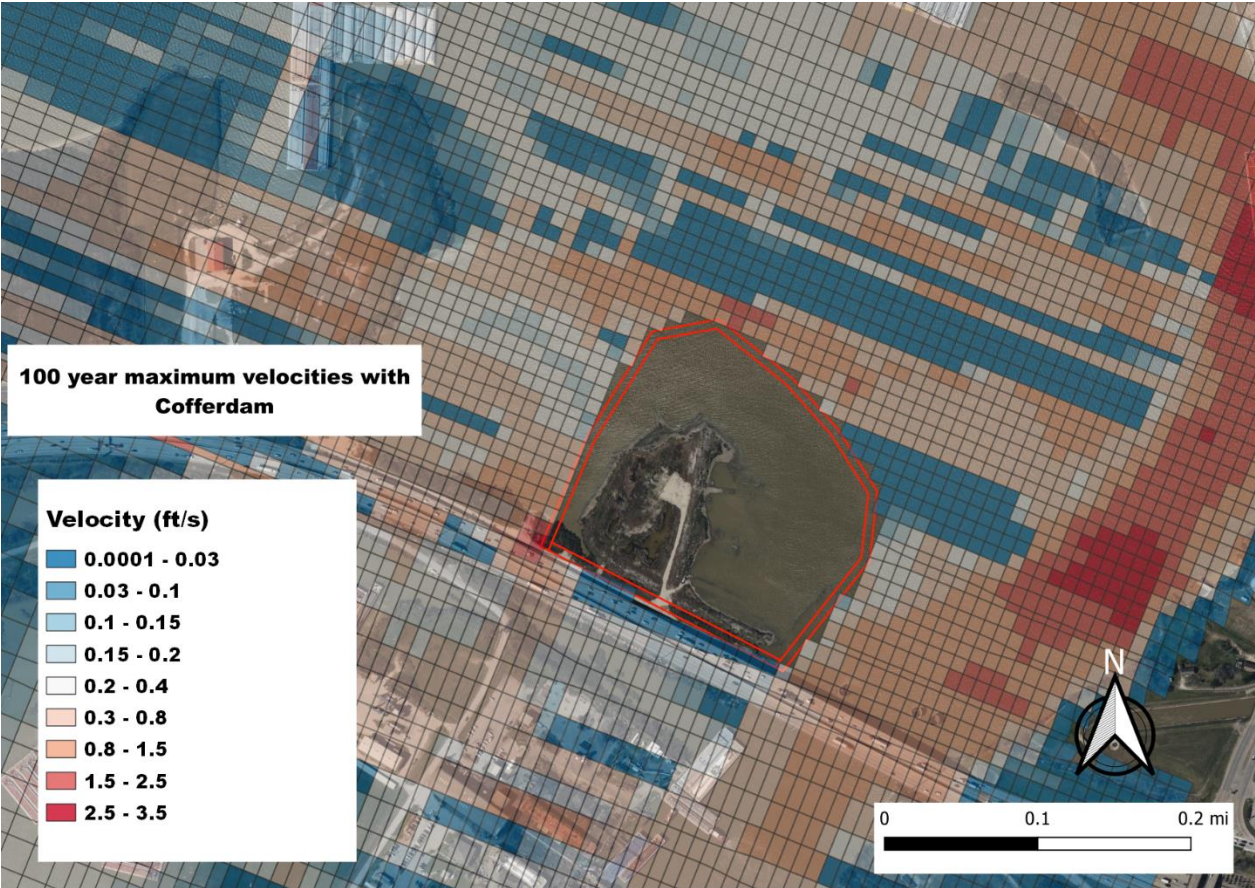 100 year maximum velocities with
Cofferdam
Velocity (ft/s)
0.0001 - 0.03
0.03 - 0.1
0.1 - 0.15
0.15 - 0.2
0.2 - 0.4
0.3 - 0.8
0.8 - 1.5
1.5 - 2.5
2.5 - 3.5
N
0 0.1 0.2 mi